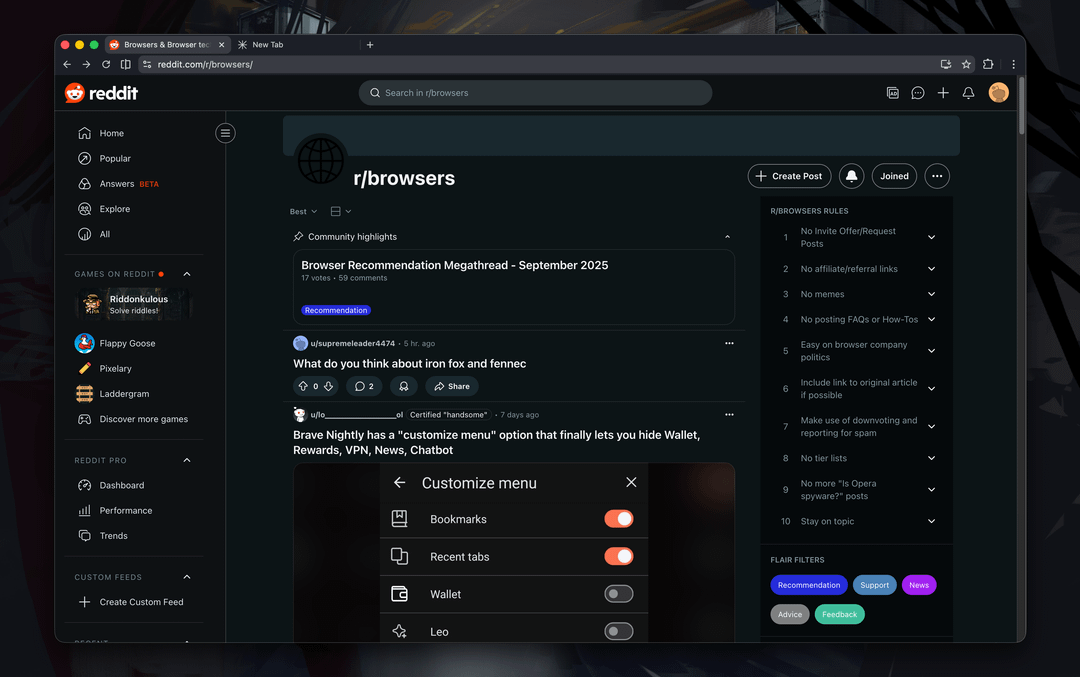 Browsers & Browser te
New Tab
reddit.com/r/browsers/
reddit
Search in r/browsers
AD
Home
Popular
Answers BETA
Explore
All
GAMES ON REDDIT
Riddonkulous
Solve riddles!
Flappy Goose
Pixelary
Laddergram
Discover more games
REDDIT PRO
Dashboard
Performance
Trends
CUSTOM FEEDS
Create Custom Feed
RECENT
r/browsers
Create Post
Joined
Best
Community highlights
Browser Recommendation Megathread - September 2025
17 votes • 59 comments
Recommendation
u/supremeleader4474 • 5 hr. ago
What do you think about iron fox and fennec
0
2
Share
Certified "handsome" • 7 days ago
Brave Nightly has a "customize menu" option that finally lets you hide Wallet,
Rewards, VPN, News, Chatbot
Customize menu
Bookmarks
Recent tabs
Wallet
Leo
R/BROWSERS RULES
1 No Invite Offer/Request
Posts
2 No affiliate/referral links
3 No memes
4 No posting FAQs or How-Tos
5 Easy on browser company
politics
6 Include link to original article
if possible
7 Make use of downvoting and
reporting for spam
8 No tier lists
9 No more "Is Opera
spyware?" posts
10 Stay on topic
FLAIR FILTERS
Recommendation
Support
News
Advice
Feedback